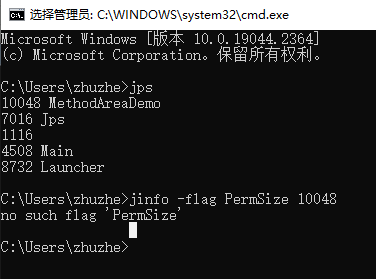 选择管理员: C:\WINDOWS\system32\cmd.exe
Microsoft Windows [版本 10.0.19044.2364]
(c) Microsoft Corporation。保留所有权利。
C:\Users\zhuzhe>jps
10048 MethodAreaDemo
7016 Jps
1116
4508 Main
8732 Launcher
C:\Users\zhuzhe>jinfo -flag PermSize 10048
no such flag 'PermSize'
C:\Users\zhuzhe>